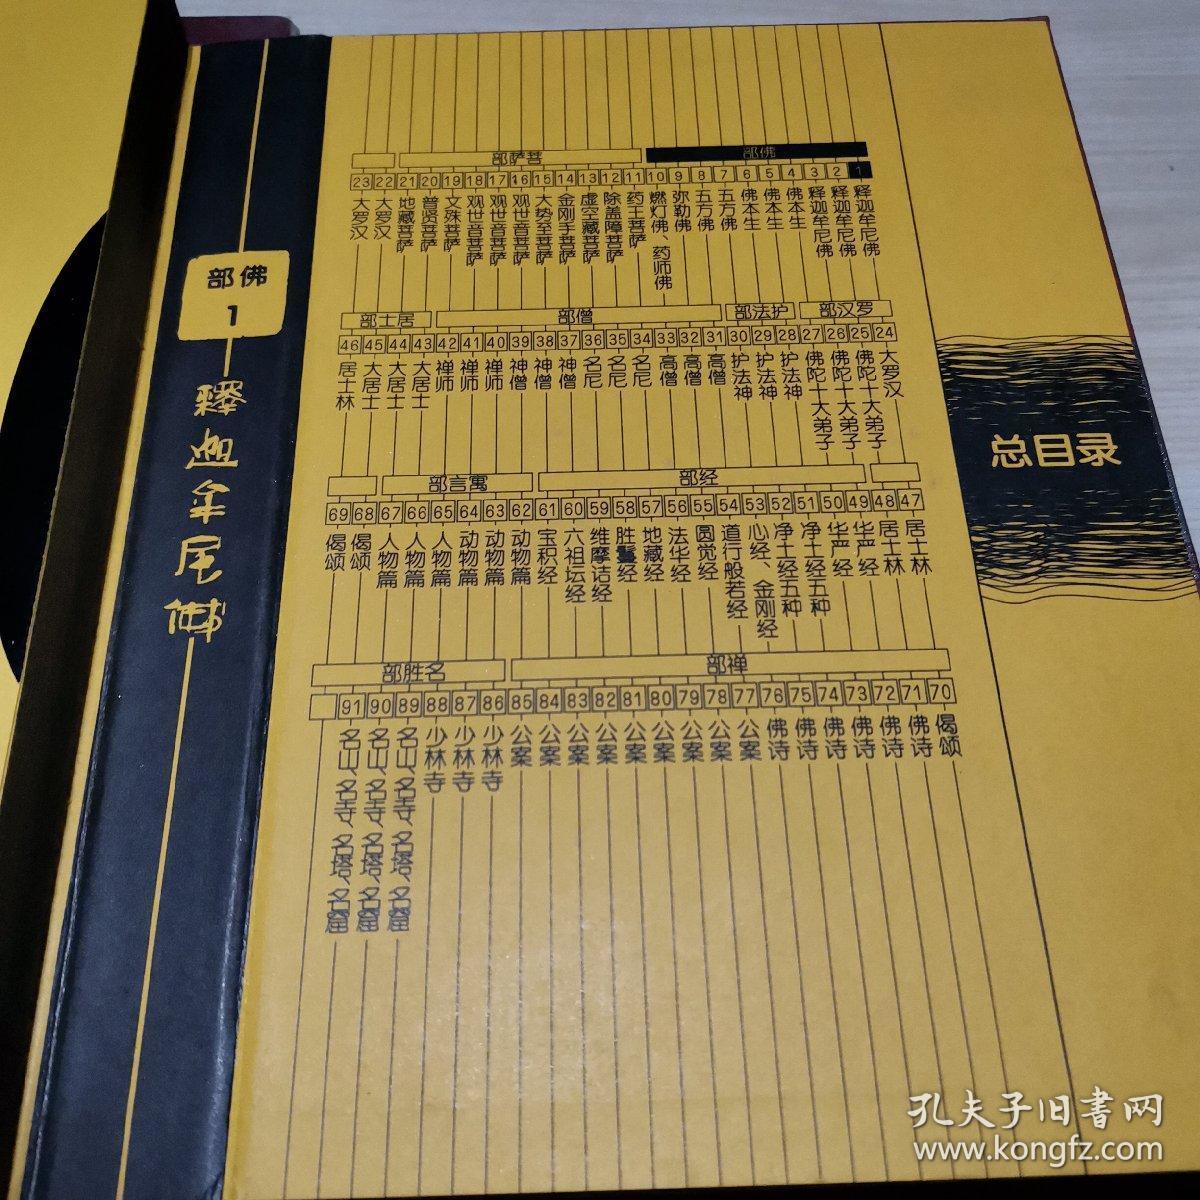 总目录
佛部
1 释迦牟尼佛
2 释迦牟尼佛
3 释迦牟尼佛
4 佛本生
5 佛本生
6 佛本生
7 五方佛
8 五方佛
9 弥勒佛
10 燃灯佛、药师佛
菩萨部
11 药王菩萨
12 除盖障菩萨
13 虚空藏菩萨
14 金刚手菩萨
15 大势至菩萨
16 观世音菩萨
17 观世音菩萨
18 观世音菩萨
19 文殊菩萨
20 普贤菩萨
21 地藏菩萨
22 大罗汉
23 大罗汉
罗汉部
24 大罗汉
25 佛陀十大弟子
26 佛陀十大弟子
27 佛陀十大弟子
护法部
28 护法神
29 护法神
30 护法神
僧部
31 高僧
32 高僧
33 高僧
34 名尼
35 名尼
36 名尼
37 神僧
38 神僧
39 神僧
40 禅师
41 禅师
42 禅师
居士部
43 大居士
44 大居士
45 大居士
46 居士林
47 居士林
48 居士林
经部
49 华严经
50 华严经
51 净土经五种
52 净土经五种
53 心经、金刚经
54 道行般若经
55 圆觉经
56 法华经
57 地藏经
58 胜鬘经
59 维摩诘经
60 六祖坛经
61 宝积经
寓言部
62 动物篇
63 动物篇
64 动物篇
65 人物篇
66 人物篇
67 人物篇
68 偈颂
69 偈颂
禅部
70 偈颂
71 佛诗
72 佛诗
73 佛诗
74 佛诗
75 佛诗
76 佛诗
77 公案
78 公案
79 公案
80 公案
81 公案
82 公案
83 公案
84 公案
85 公案
名胜部
86 少林寺
87 少林寺
88 少林寺
89 名山、名寺、名塔、名窟
90 名山、名寺、名塔、名窟
91 名山、名寺、名塔、名窟
佛部
1
释迦牟尼佛
孔夫子旧书网
www.kongfz.com